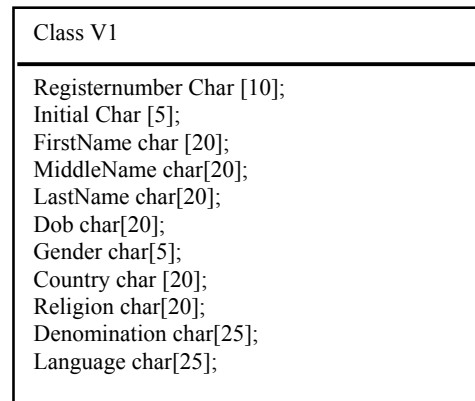 Class V1
Registernumber Char [10];
Initial Char [5];
FirstName char [20];
MiddleName char[20];
LastName char[20];
Dob char[20];
Gender char[5];
Country char [20];
Religion char[20];
Denomination char[25];
Language char[25];